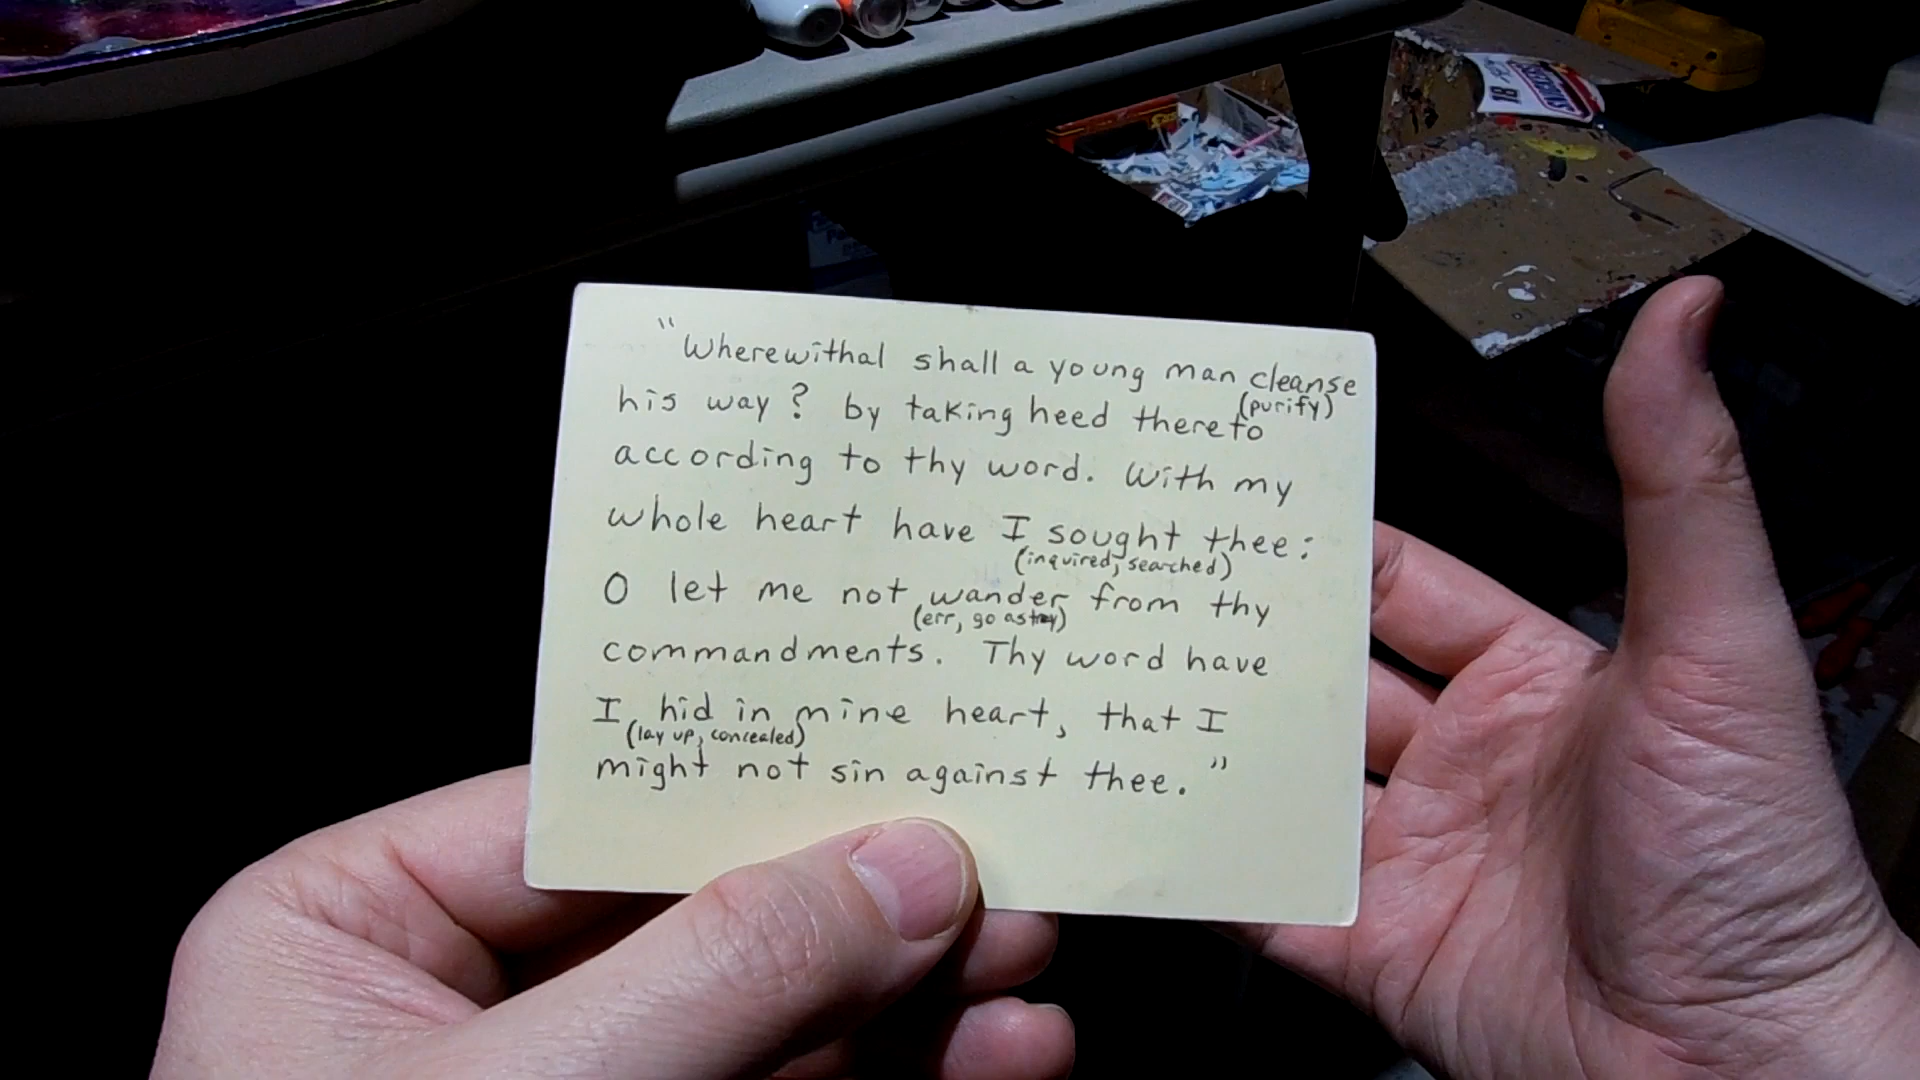 18
"Wherewithal shall a young man cleanse
(purify)
his way? by taking heed thereto
according to thy word. With my
whole heart have I sought thee:
(inquired, searched)
O let me not wander from thy
(err, go astray)
commandments. Thy word have
I hid in mine heart, that I
(lay up, concealed)
might not sin against thee."